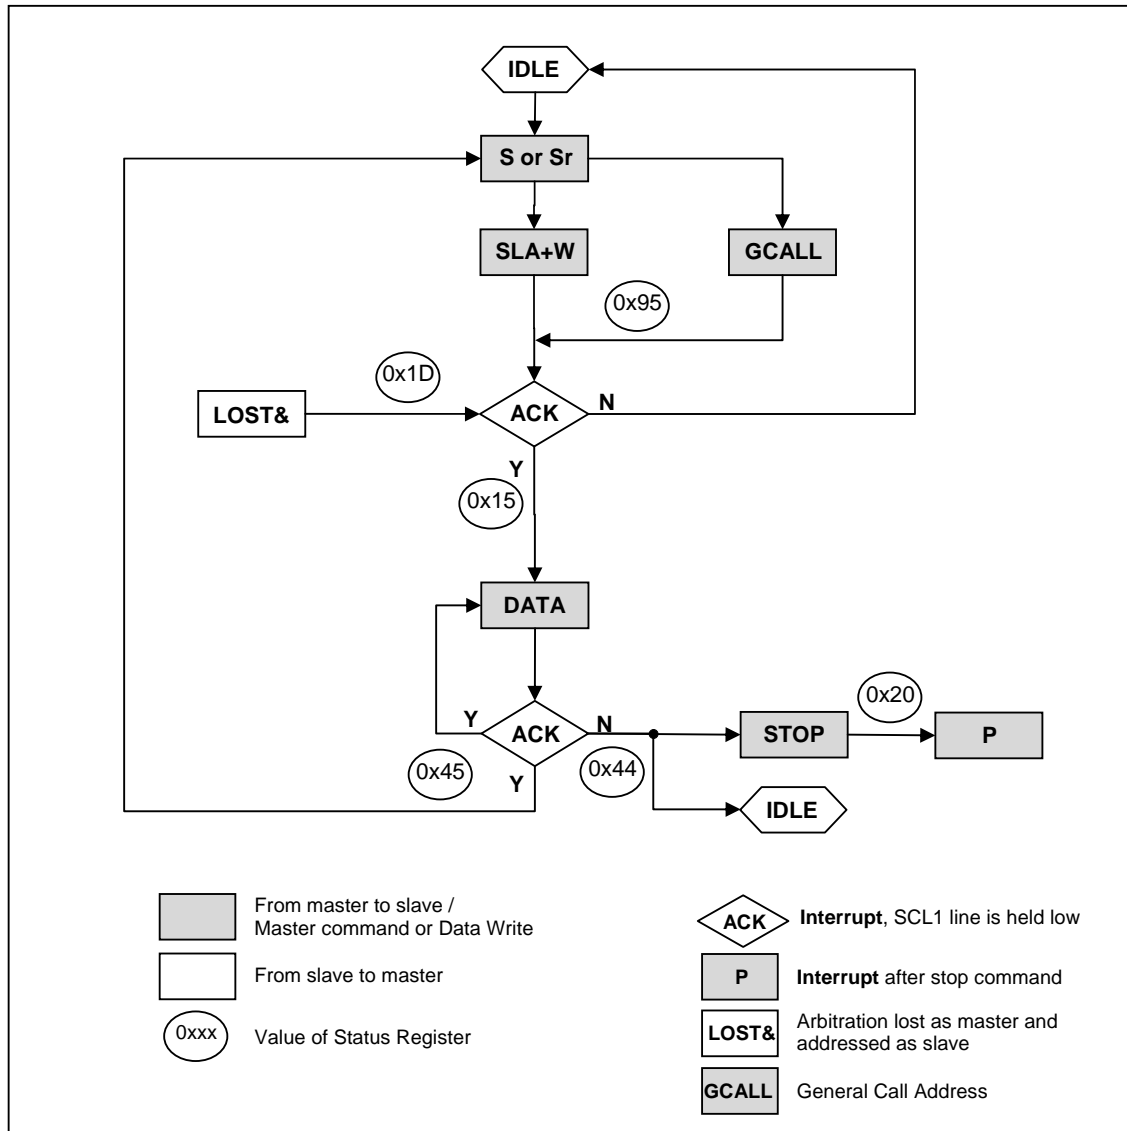 IDLE
S or Sr
SLA+W
GCALL
0x95
0x1D
LOST&
ACK
N
Y
0x15
DATA
Y
ACK
N
0x20
STOP
P
0x45
Y
0x44
IDLE
From master to slave /
Master command or Data Write
From slave to master
0xxx
Value of Status Register
ACK
Interrupt, SCL1 line is held low
P
Interrupt after stop command
LOST&
Arbitration lost as master and
addressed as slave
GCALL
General Call Address